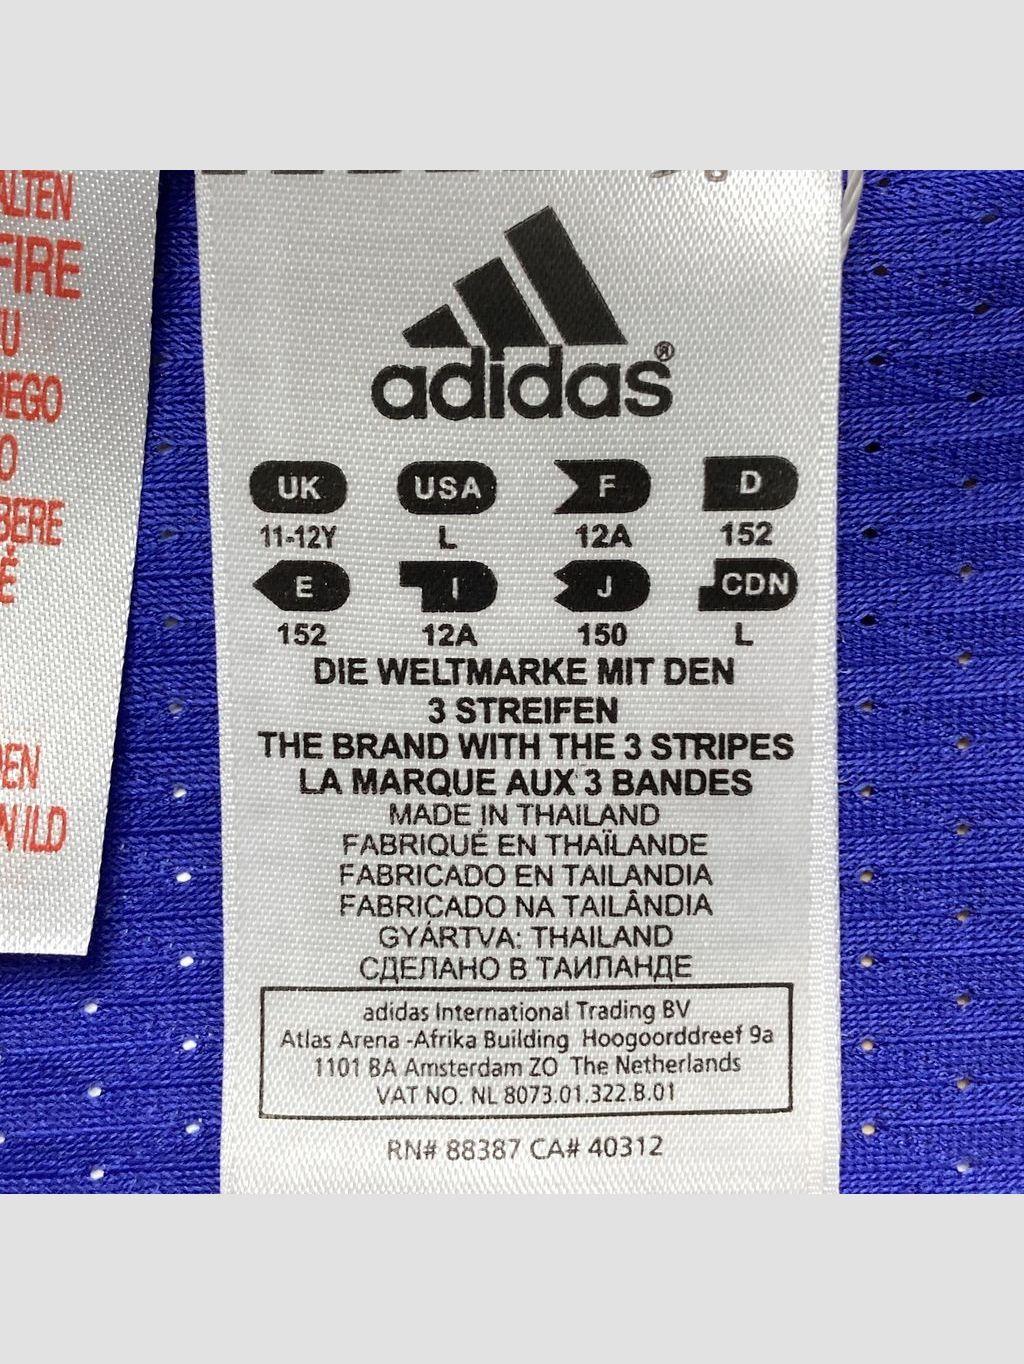 ALTEN
FIRE
JEGO
O
BERE
É
DEN
N ILD
adidas®
UK USA F D
11-12Y L 12A 152
E I J CDN
152 12A 150 L
DIE WELTMARKE MIT DEN
3 STREIFEN
THE BRAND WITH THE 3 STRIPES
LA MARQUE AUX 3 BANDES
MADE IN THAILAND
FABRIQUÉ EN THAÏLANDE
FABRICADO EN TAILANDIA
FABRICADO NA TAILÂNDIA
GYÁRTVA: THAILAND
СДЕЛАНО В ТАИЛАНДЕ
adidas International Trading BV
Atlas Arena -Afrika Building Hoogoorddreef 9a
1101 BA Amsterdam ZO The Netherlands
VAT NO. NL 8073.01.322.B.01
RN# 88387 CA# 40312